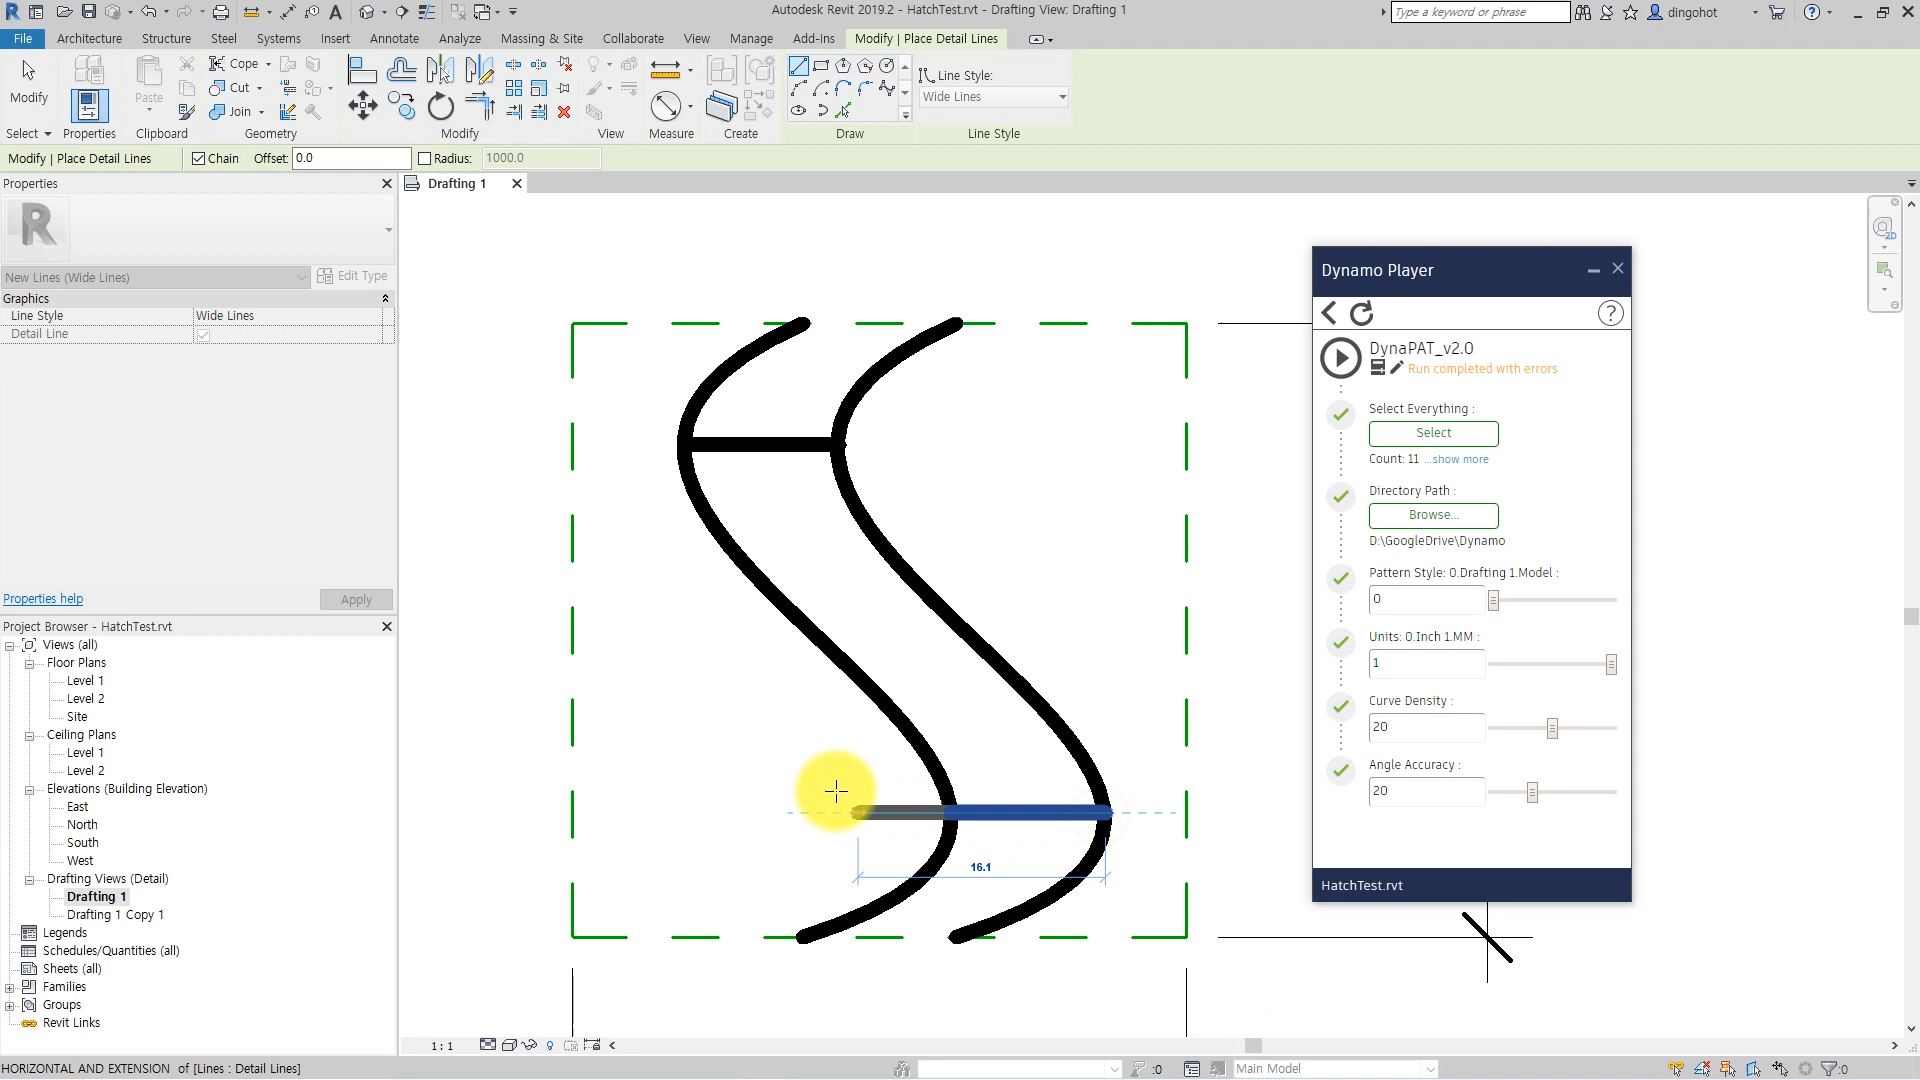 Autodesk Revit 2019.2 - HatchTest.rvt - Drafting View: Drafting 1
Type a keyword or phrase
dingohot
File
Architecture
Structure
Steel
Systems
Insert
Annotate
Analyze
Massing & Site
Collaborate
View
Manage
Add-Ins
Modify | Place Detail Lines
Modify
Paste
Cope
Cut
Join
Line Style:
Wide Lines
Select
Properties
Clipboard
Geometry
Modify
View
Measure
Create
Draw
Line Style
Modify | Place Detail Lines
Chain
Offset:
0.0
Radius:
1000.0
Properties
Drafting 1
R
New Lines (Wide Lines)
Edit Type
Graphics
Line Style
Wide Lines
Detail Line
Properties help
Apply
Project Browser - HatchTest.rvt
Views (all)
Floor Plans
Level 1
Level 2
Site
Ceiling Plans
Level 1
Level 2
Elevations (Building Elevation)
East
North
South
West
Drafting Views (Detail)
Drafting 1
Drafting 1 Copy 1
Legends
Schedules/Quantities (all)
Sheets (all)
Families
Groups
Revit Links
16.1
2D
Dynamo Player
DynaPAT_v2.0
Run completed with errors
Select Everything :
Select
Count: 11 ...show more
Directory Path :
Browse...
D:\GoogleDrive\Dynamo
Pattern Style: 0.Drafting 1.Model :
0
Units: 0.Inch 1.MM :
1
Curve Density :
20
Angle Accuracy :
20
HatchTest.rvt
1 : 1
HORIZONTAL AND EXTENSION of [Lines : Detail Lines]
:0
Main Model
:0